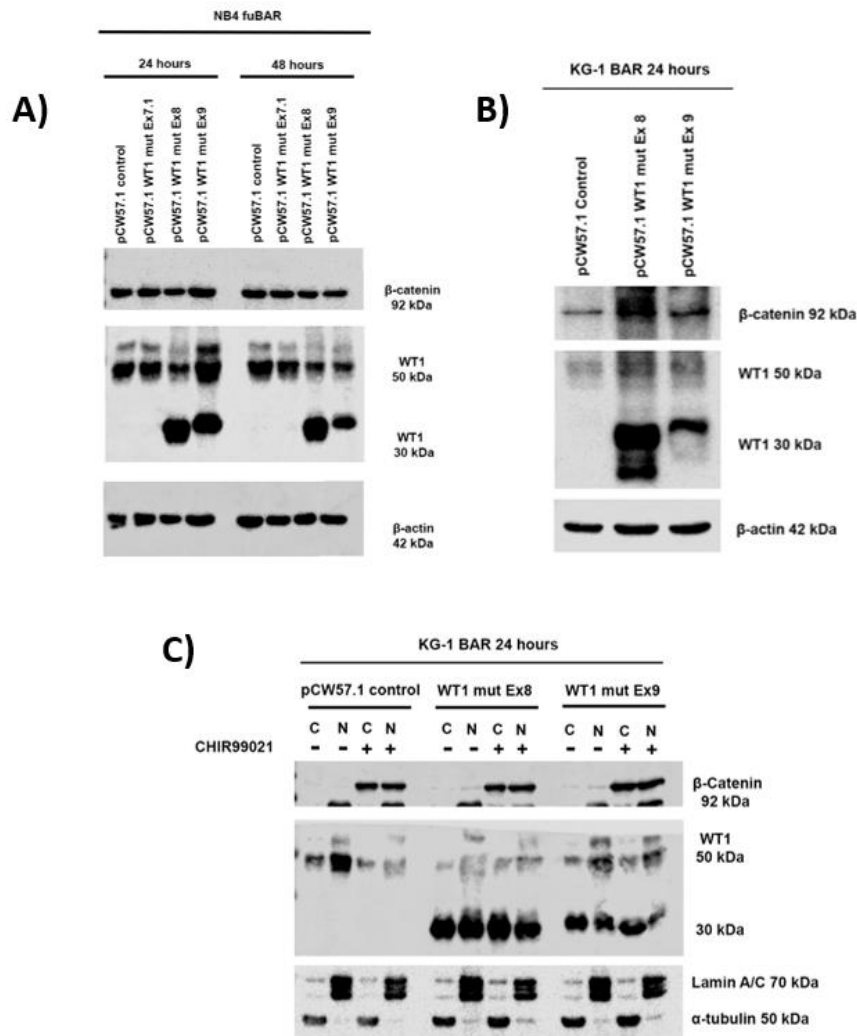 A)
NB4 fuBAR
24 hours
48 hours
pCW57.1 control
pCW57.1 WT1 mut Ex7.1
pCW57.1 WT1 mut Ex8
pCW57.1 WT1 mut Ex9
pCW57.1 control
pCW57.1 WT1 mut Ex7.1
pCW57.1 WT1 mut Ex8
pCW57.1 WT1 mut Ex9
β-catenin
92 kDa
WT1
50 kDa
WT1
30 kDa
β-actin
42 kDa
B)
KG-1 BAR 24 hours
pCW57.1 Control
pCW57.1 WT1 mut Ex 8
pCW57.1 WT1 mut Ex 9
β-catenin 92 kDa
WT1 50 kDa
WT1 30 kDa
β-actin 42 kDa
C)
KG-1 BAR 24 hours
pCW57.1 control WT1 mut Ex8 WT1 mut Ex9
C N C N C N C N C N C N
CHIR99021 - - + + - - + + - - + +
β-Catenin
92 kDa
WT1
50 kDa
30 kDa
Lamin A/C 70 kDa
α-tubulin 50 kDa